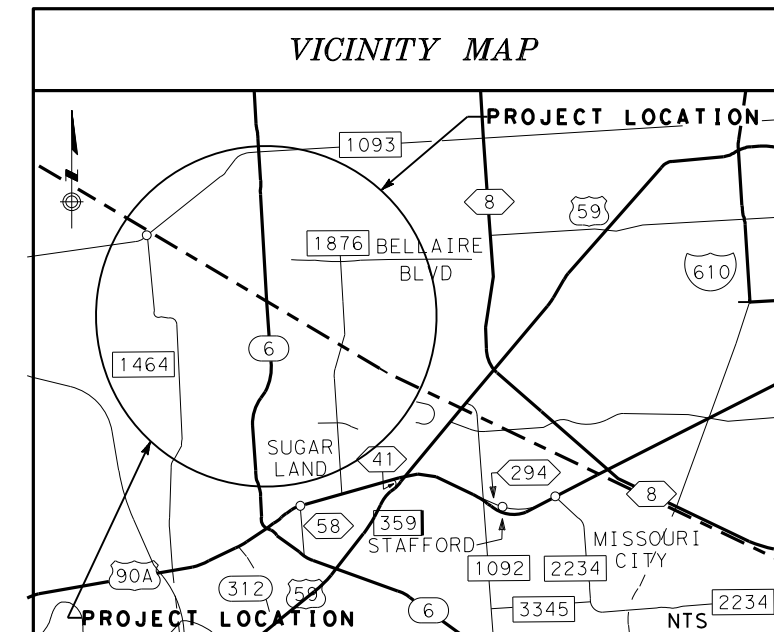 VICINITY MAP
PROJECT LOCATION
1093
8
59
1876 BELLAIRE
BLVD
610
6
1464
SUGAR
LAND
41
294
8
58
359
STAFFORD
MISSOURI
CITY
90A
1092
2234
312
59
6
3345
2234
PROJECT LOCATION
NTS